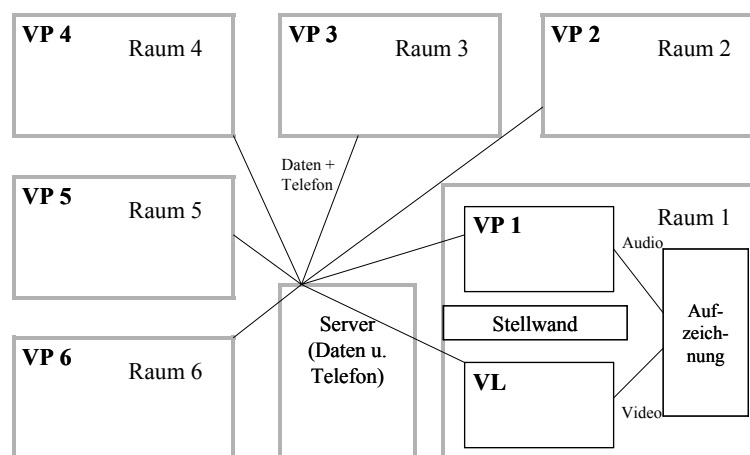 VP 4
Raum 4
VP 3
Raum 3
VP 2
Raum 2
Daten +
Telefon
VP 5
Raum 5
VP 1
Raum 1
Audio
Server
(Daten u.
Telefon)
Stellwand
Auf-
zeich-
nung
VP 6
Raum 6
VL
Video